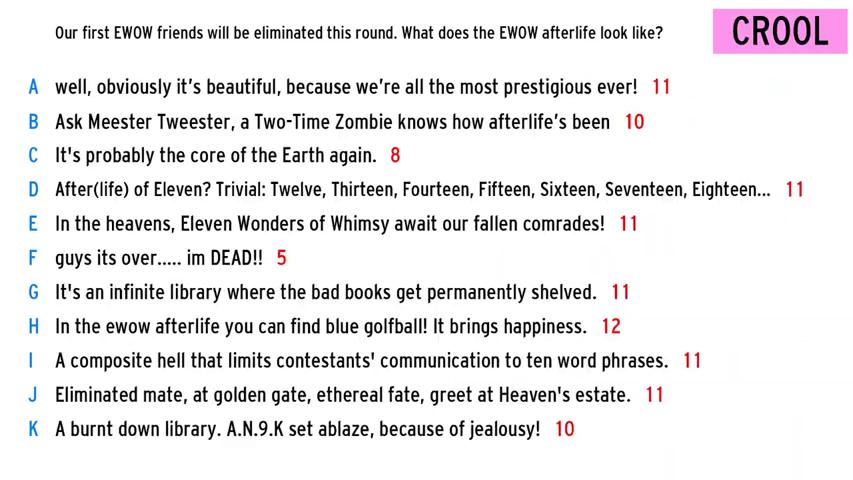 Our first EWOW friends will be eliminated this round. What does the EWOW afterlife look like?
CROOL
A well, obviously it's beautiful, because we're all the most prestigious ever! 11
B Ask Meester Tweester, a Two-Time Zombie knows how afterlife's been 10
C It's probably the core of the Earth again. 8
D After(life) of Eleven? Trivial: Twelve, Thirteen, Fourteen, Fifteen, Sixteen, Seventeen, Eighteen... 11
E In the heavens, Eleven Wonders of Whimsy await our fallen comrades! 11
F guys its over..... im DEAD!! 5
G It's an infinite library where the bad books get permanently shelved. 11
H In the ewow afterlife you can find blue golfball! It brings happiness. 12
I A composite hell that limits contestants' communication to ten word phrases. 11
J Eliminated mate, at golden gate, ethereal fate, greet at Heaven's estate. 11
K A burnt down library. A.N.9.K set ablaze, because of jealousy! 10